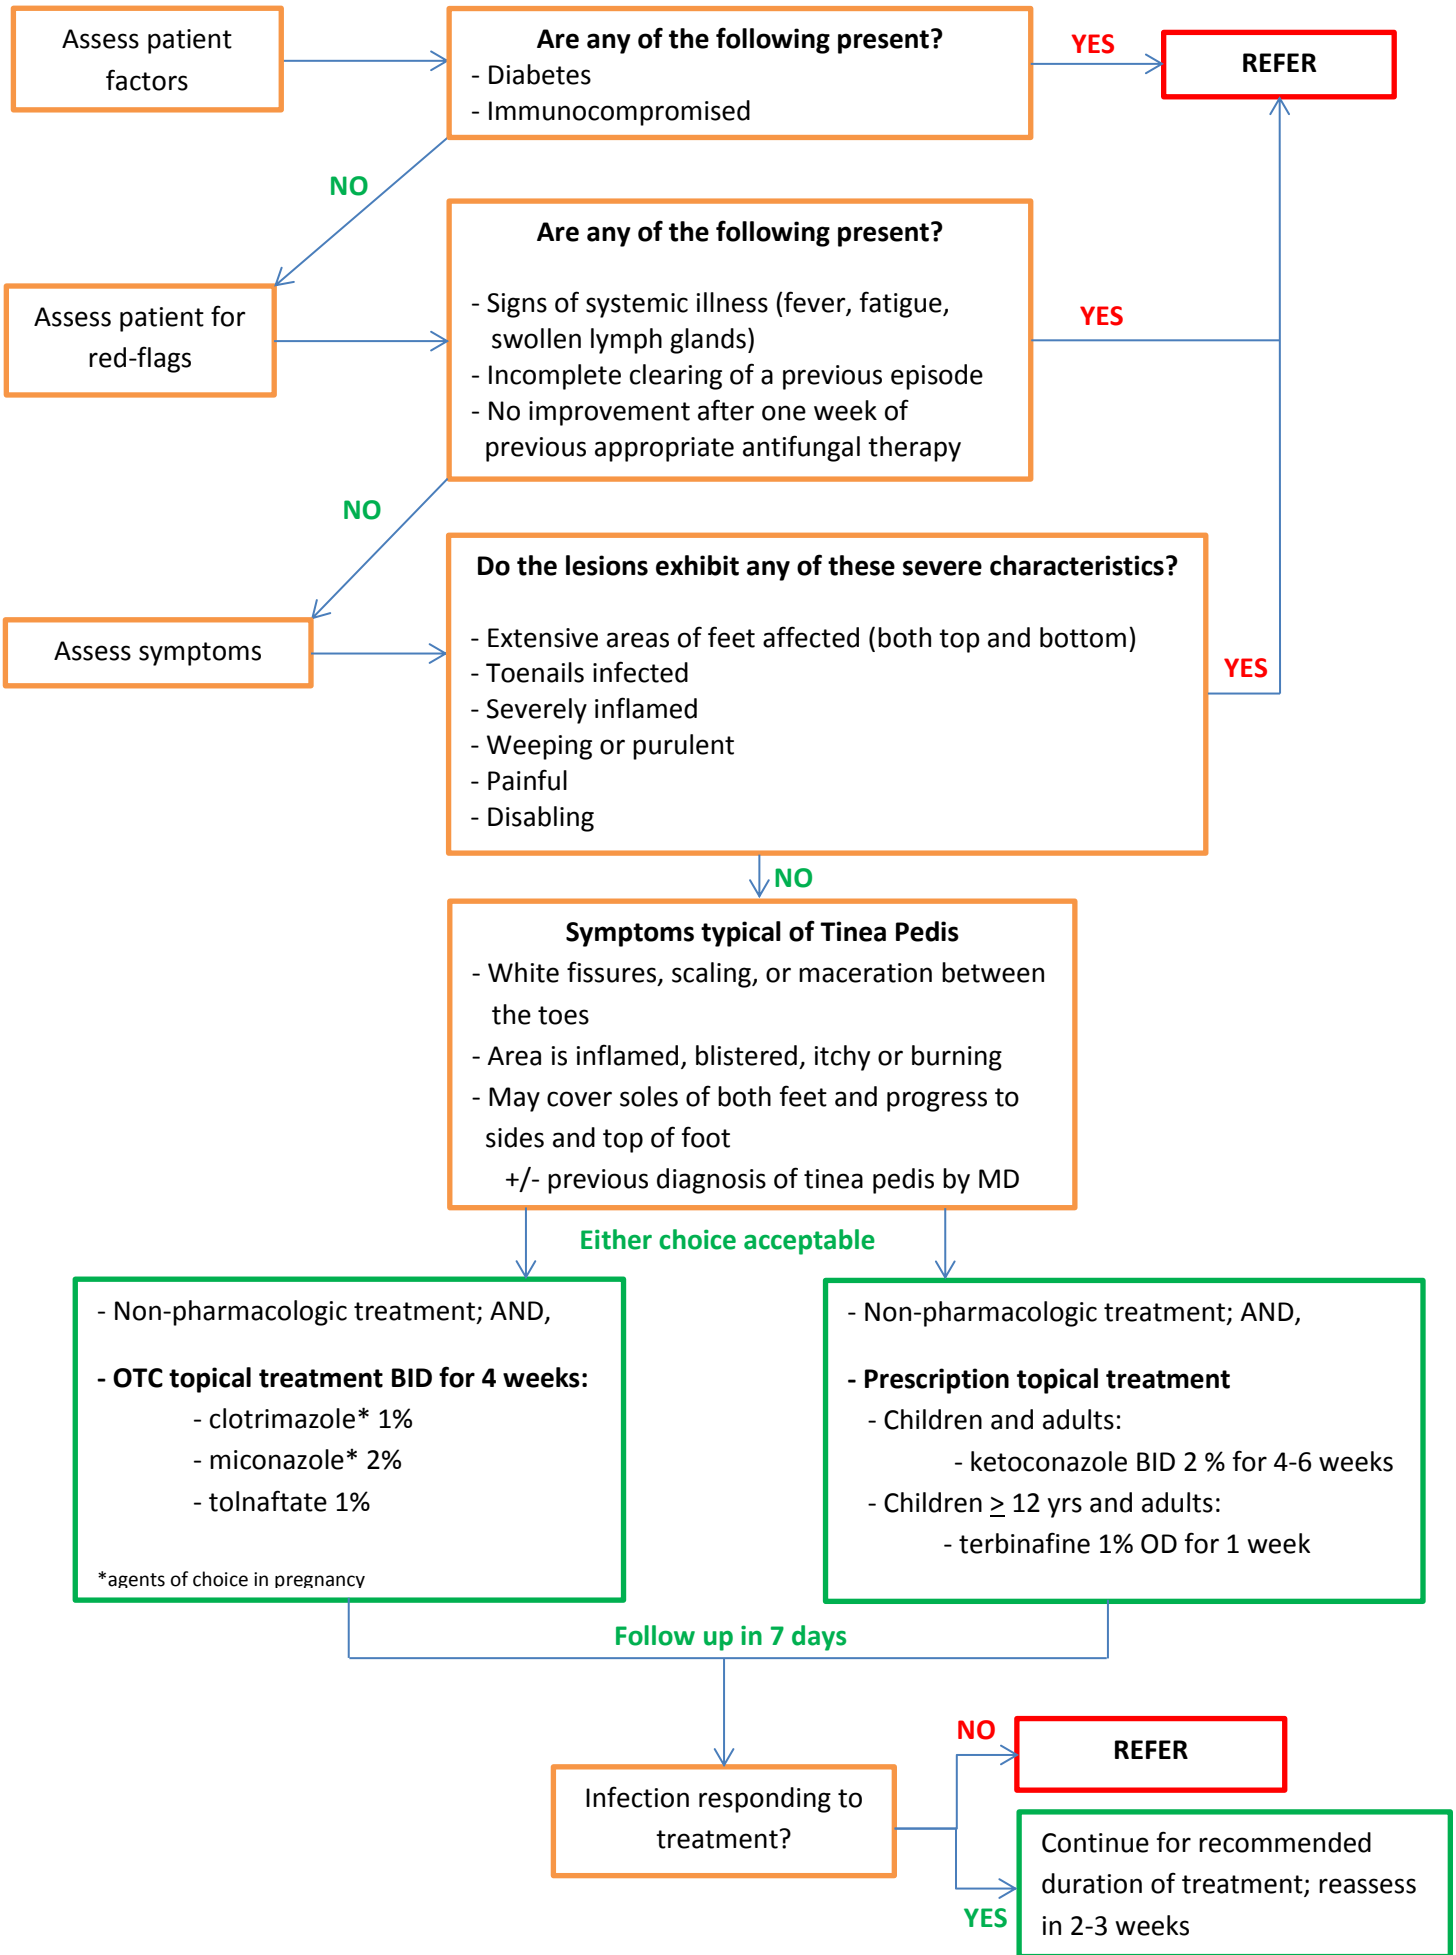 Assess patient
factors
Are any of the following present?
- Diabetes
- Immunocompromised
YES
REFER
NO
Assess patient for
red-flags
Are any of the following present?
- Signs of systemic illness (fever, fatigue,
swollen lymph glands)
- Incomplete clearing of a previous episode
- No improvement after one week of
previous appropriate antifungal therapy
YES
NO
Assess symptoms
Do the lesions exhibit any of these severe characteristics?
- Extensive areas of feet affected (both top and bottom)
- Toenails infected
- Severely inflamed
- Weeping or purulent
- Painful
- Disabling
YES
NO
Symptoms typical of Tinea Pedis
- White fissures, scaling, or maceration between
the toes
- Area is inflamed, blistered, itchy or burning
- May cover soles of both feet and progress to
sides and top of foot
+/- previous diagnosis of tinea pedis by MD
Either choice acceptable
- Non-pharmacologic treatment; AND,
- OTC topical treatment BID for 4 weeks:
- clotrimazole* 1%
- miconazole* 2%
- tolnaftate 1%
*agents of choice in pregnancy
- Non-pharmacologic treatment; AND,
- Prescription topical treatment
- Children and adults:
- ketoconazole BID 2 % for 4-6 weeks
- Children ≥ 12 yrs and adults:
- terbinafine 1% OD for 1 week
Follow up in 7 days
Infection responding to
treatment?
NO
REFER
YES
Continue for recommended
duration of treatment; reassess
in 2-3 weeks